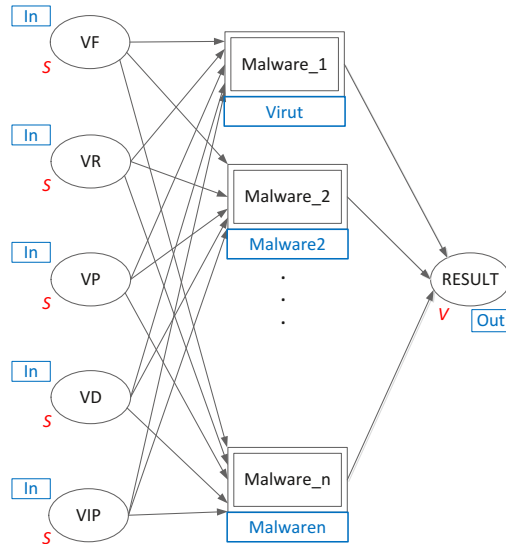 In
VF
S
In
VR
S
In
VP
S
In
VD
S
In
VIP
S
Malware_1
Virut
Malware_2
Malware2
.
.
.
Malware_n
Malwaren
RESULT
V
Out